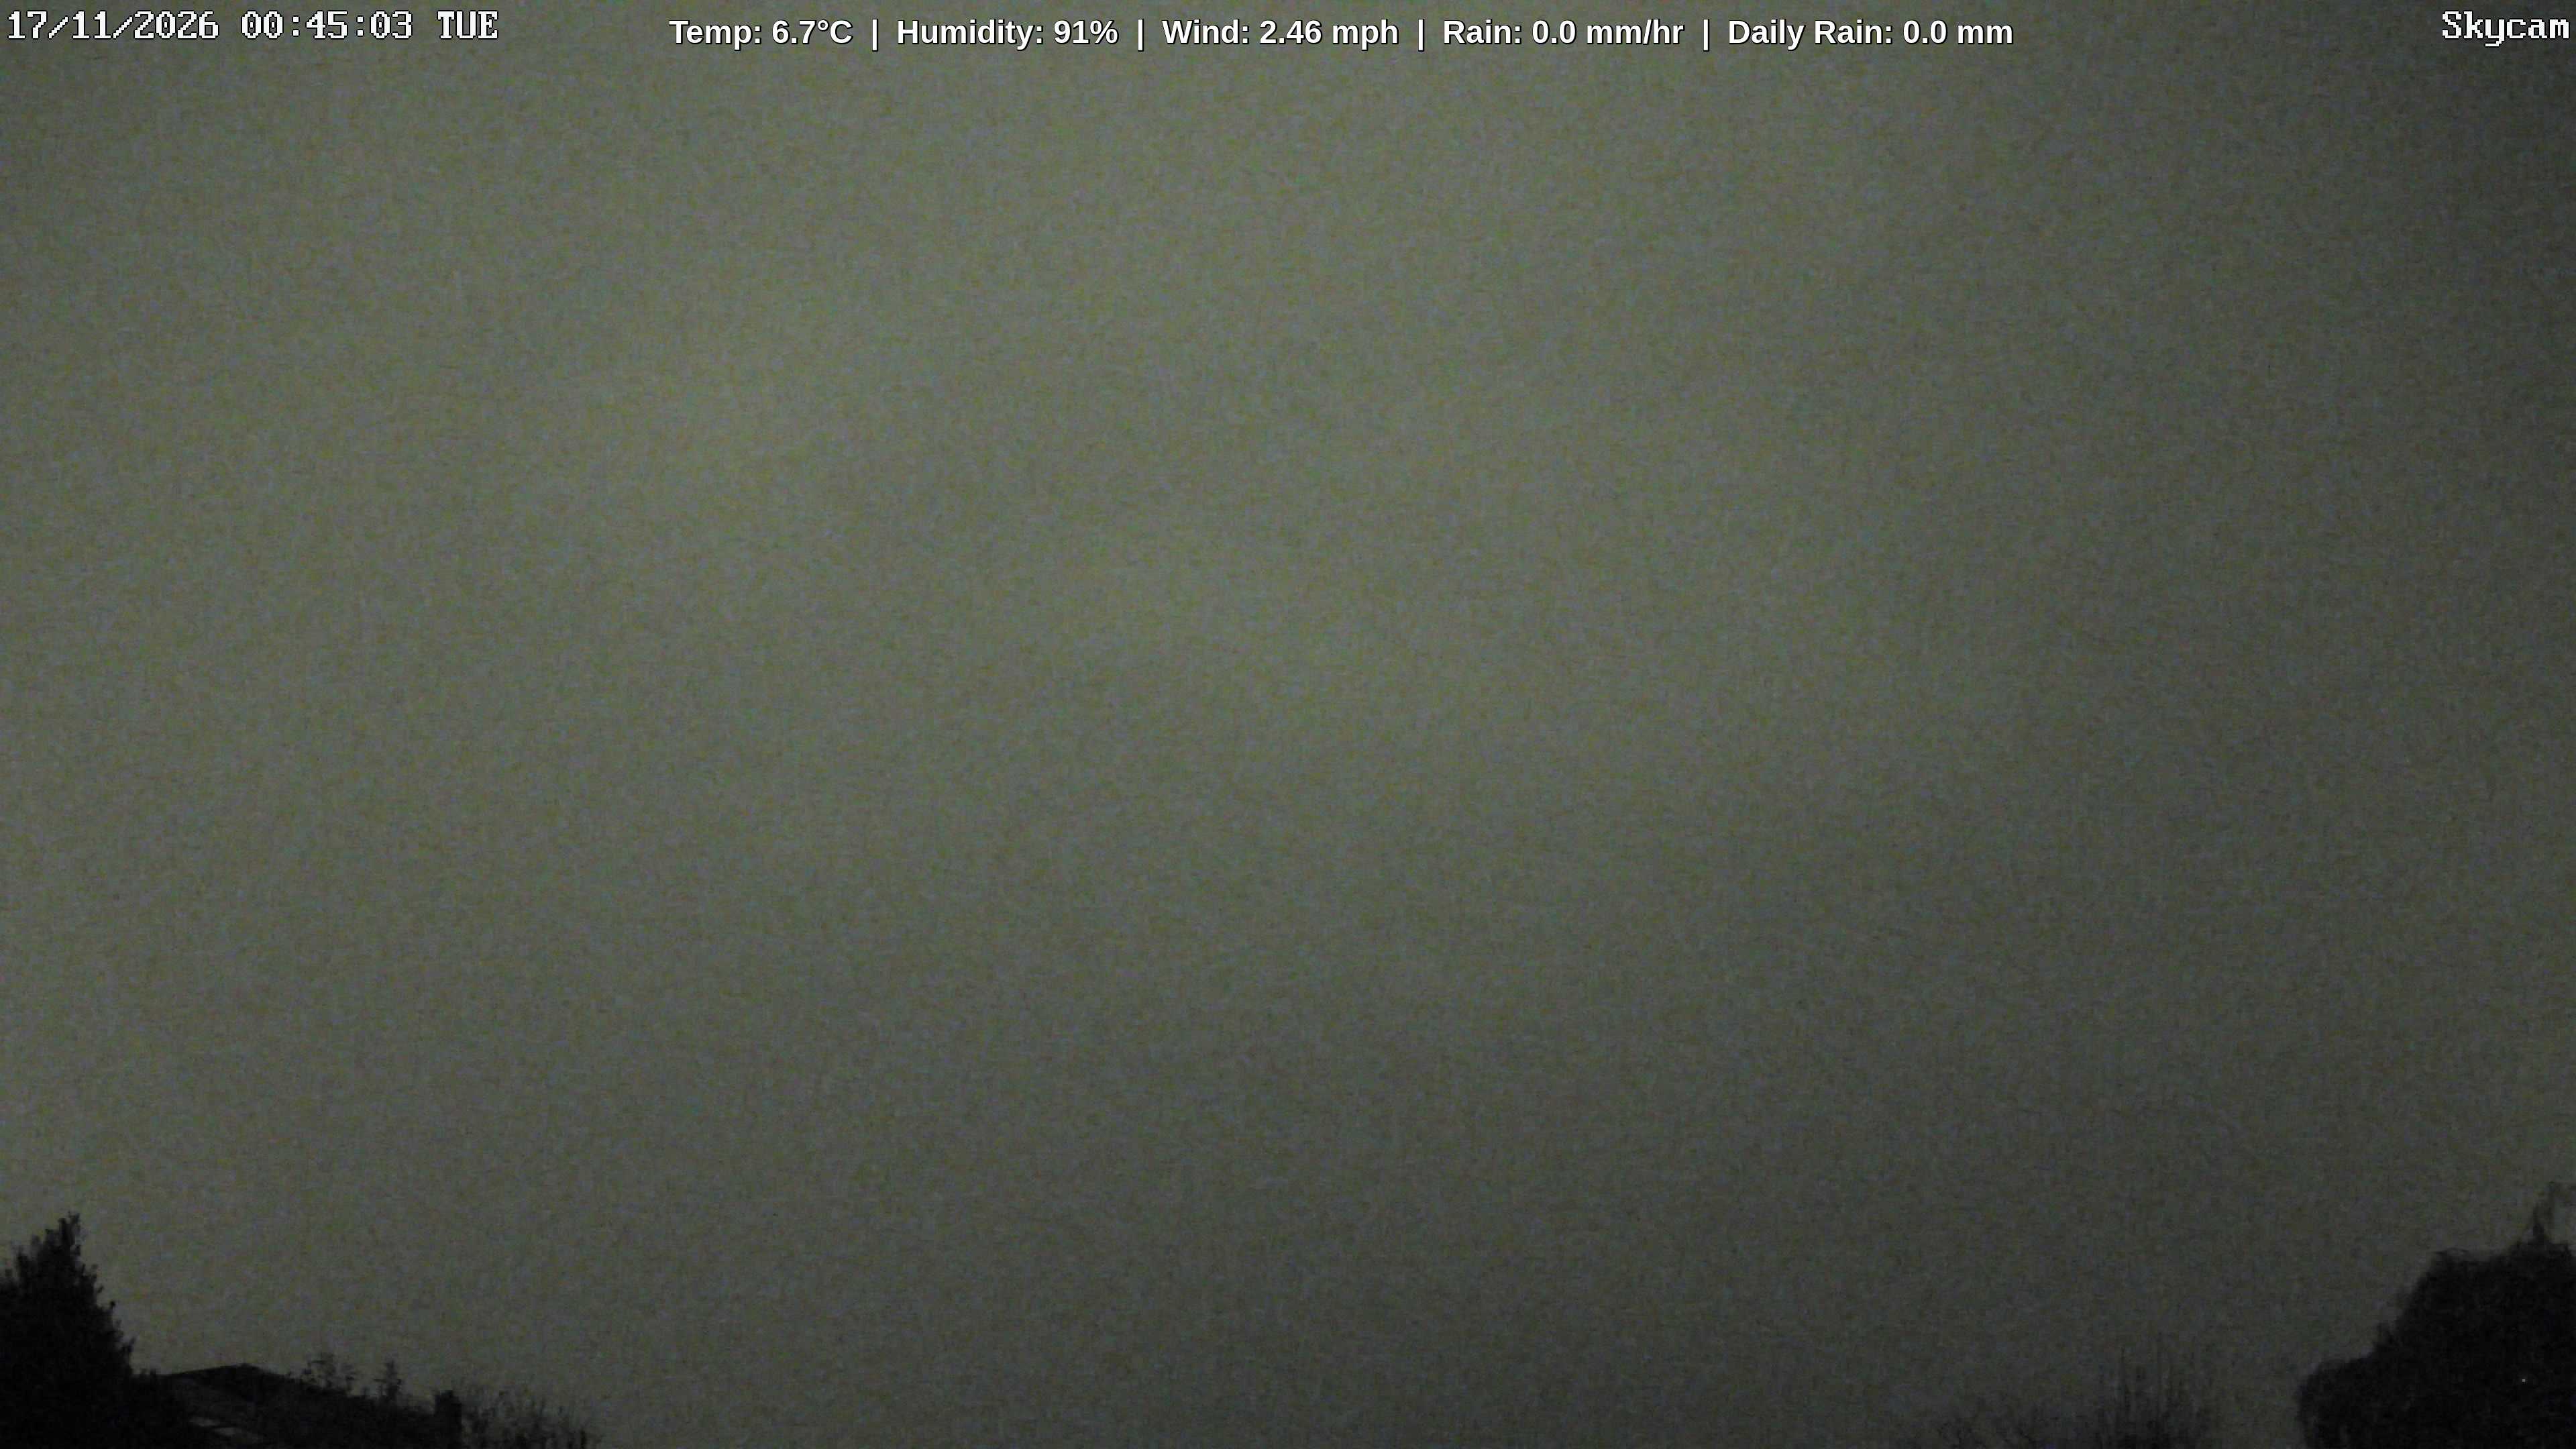 17/11/2026 00:45:03 TUE
Temp: 6.7°C | Humidity: 91% | Wind: 2.46 mph | Rain: 0.0 mm/hr | Daily Rain: 0.0 mm
Skycam